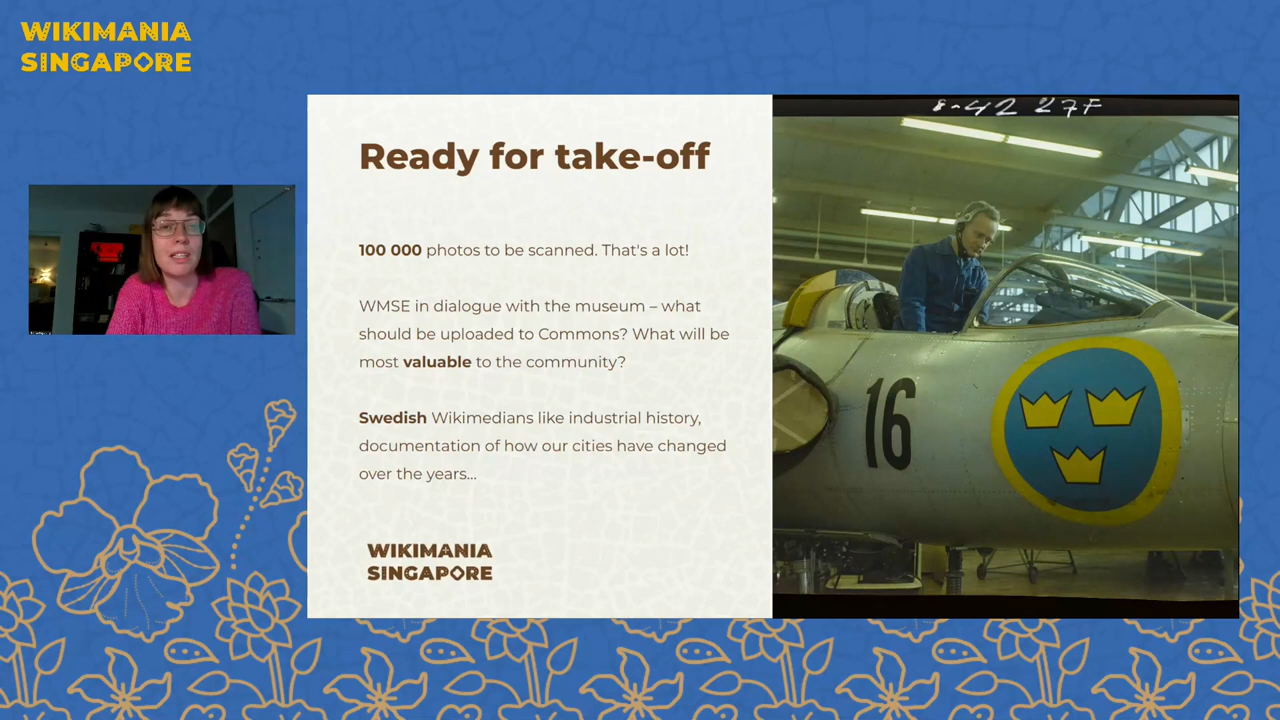 WIKIMANIA
SINGAPORE
Ready for take-off
100 000 photos to be scanned. That's a lot!
WMSE in dialogue with the museum – what
should be uploaded to Commons? What will be
most valuable to the community?
Swedish Wikimedians like industrial history,
documentation of how our cities have changed
over the years...
WIKIMANIA
SINGAPORE
8-42 27F
16